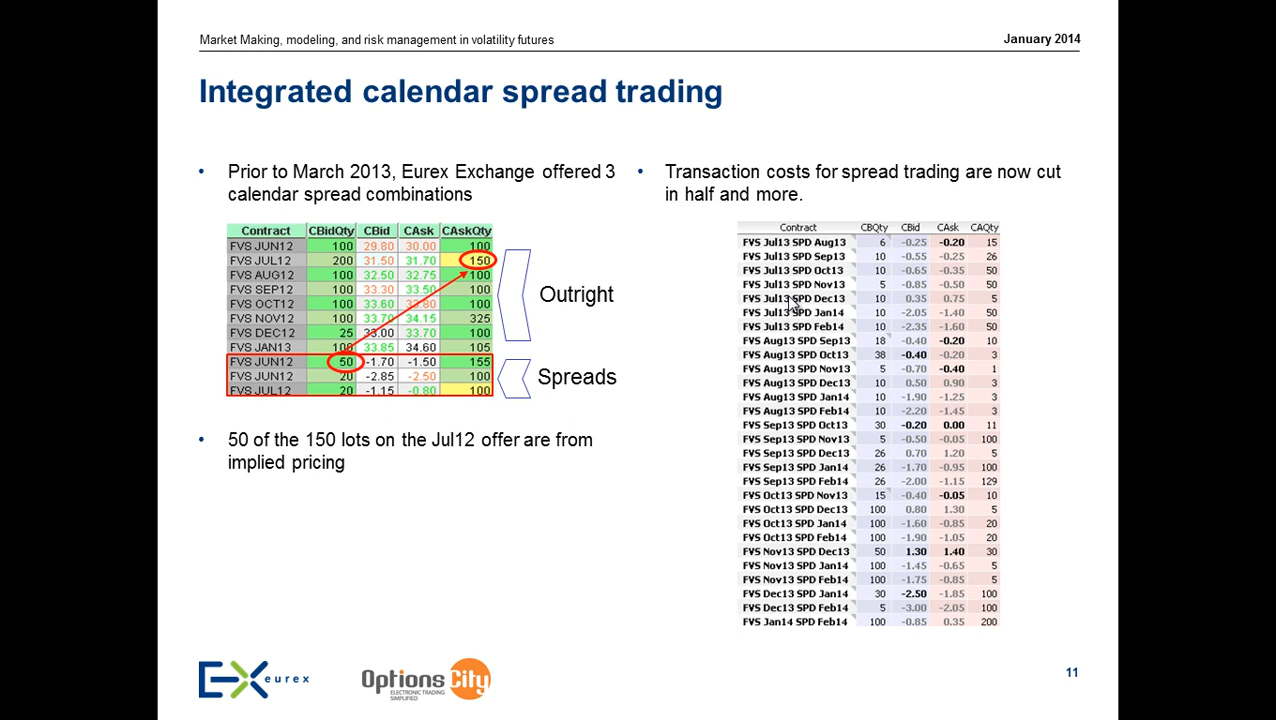 Market Making, modeling, and risk management in volatility futures
January 2014
Integrated calendar spread trading
• Prior to March 2013, Eurex Exchange offered 3
calendar spread combinations
Contract CBidQty CBid CAsk CAskQty
FVS JUN12 100 29.80 30.00 100
FVS JUL12 200 31.50 31.70 150
FVS AUG12 100 32.50 32.75 100
FVS SEP12 100 33.30 33.50 100
FVS OCT12 100 33.60 33.80 100
FVS NOV12 100 33.70 34.15 325
FVS DEC12 25 33.00 33.70 100
FVS JAN13 100 33.85 34.60 105
FVS JUN12 50 -1.70 -1.50 155
FVS JUN12 20 -2.85 -2.50 100
FVS JUL12 20 -1.15 -0.80 100
Outright
Spreads
• 50 of the 150 lots on the Jul12 offer are from
implied pricing
• Transaction costs for spread trading are now cut
in half and more.
Contract CBQty CBid CAsk CAQty
FVS Jul13 SPD Aug13 6 -0.25 -0.20 15
FVS Jul13 SPD Sep13 10 -0.55 -0.25 26
FVS Jul13 SPD Oct13 10 -0.65 -0.35 50
FVS Jul13 SPD Nov13 5 -0.85 -0.50 50
FVS Jul13 SPD Dec13 10 0.35 0.75 5
FVS Jul13 SPD Jan14 10 -2.05 -1.40 50
FVS Jul13 SPD Feb14 10 -2.35 -1.60 50
FVS Aug13 SPD Sep13 18 -0.40 -0.20 10
FVS Aug13 SPD Oct13 38 -0.40 -0.20 3
FVS Aug13 SPD Nov13 5 -0.70 -0.40 1
FVS Aug13 SPD Dec13 10 0.50 0.90 3
FVS Aug13 SPD Jan14 10 -1.90 -1.25 3
FVS Aug13 SPD Feb14 10 -2.20 -1.45 3
FVS Sep13 SPD Oct13 30 -0.20 0.00 11
FVS Sep13 SPD Nov13 5 -0.50 -0.05 100
FVS Sep13 SPD Dec13 26 0.70 1.20 5
FVS Sep13 SPD Jan14 26 -1.70 -0.95 100
FVS Sep13 SPD Feb14 26 -2.00 -1.15 129
FVS Oct13 SPD Nov13 15 -0.40 -0.05 10
FVS Oct13 SPD Dec13 100 0.80 1.30 5
FVS Oct13 SPD Jan14 100 -1.60 -0.85 20
FVS Oct13 SPD Feb14 100 -1.90 -1.05 20
FVS Nov13 SPD Dec13 50 1.30 1.40 30
FVS Nov13 SPD Jan14 100 -1.45 -0.65 5
FVS Nov13 SPD Feb14 100 -1.75 -0.85 5
FVS Dec13 SPD Jan14 30 -2.50 -1.85 100
FVS Dec13 SPD Feb14 5 -3.00 -2.05 100
FVS Jan14 SPD Feb14 100 -0.85 0.35 200
EX eurex
OptionsCity
ELECTRONIC TRADING
SIMPLIFIED
11